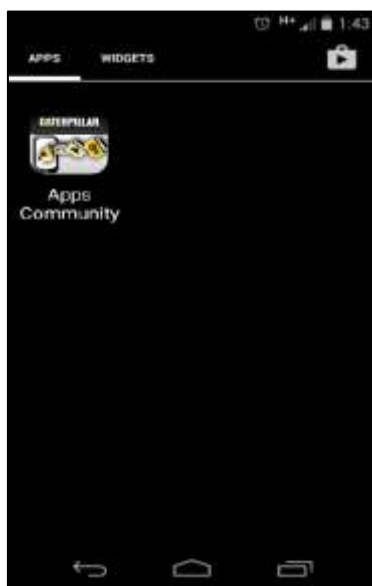 H+ 1:43
APPS WIDGETS
CATERPILLAR
Apps
Community